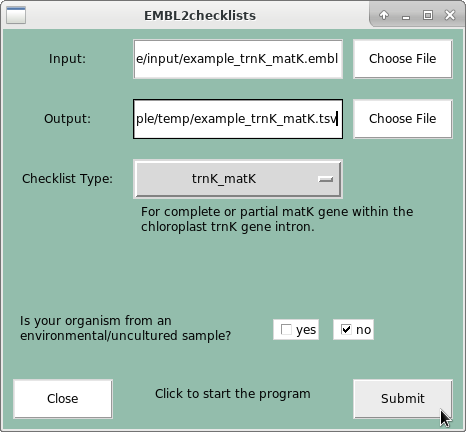 EMBL2checklists
Input: e/input/example_trnK_matK.embl Choose File
Output: ple/temp/example_trnK_matK.tsv Choose File
Checklist Type: trnK_matK
For complete or partial matK gene within the
chloroplast trnK gene intron.
Is your organism from an
environmental/uncultured sample? yes no
Close Click to start the program Submit